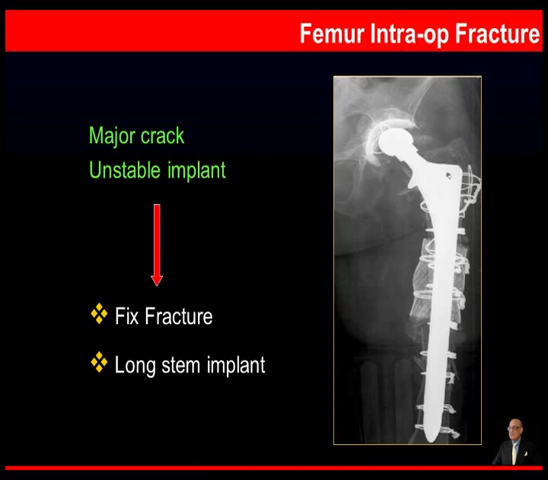 Femur Intra-op Fracture
Major crack
Unstable implant
Fix Fracture
Long stem implant